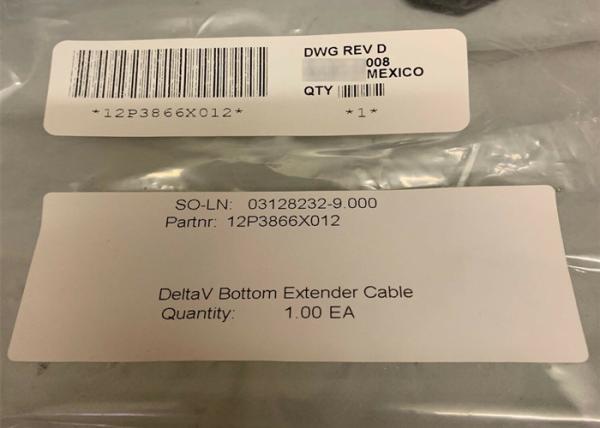 DWG REV D
008
MEXICO
QTY
*12P3866X012*
*1*
SO-LN: 03128232-9.000
Partnr: 12P3866X012
DeltaV Bottom Extender Cable
Quantity: 1.00 EA